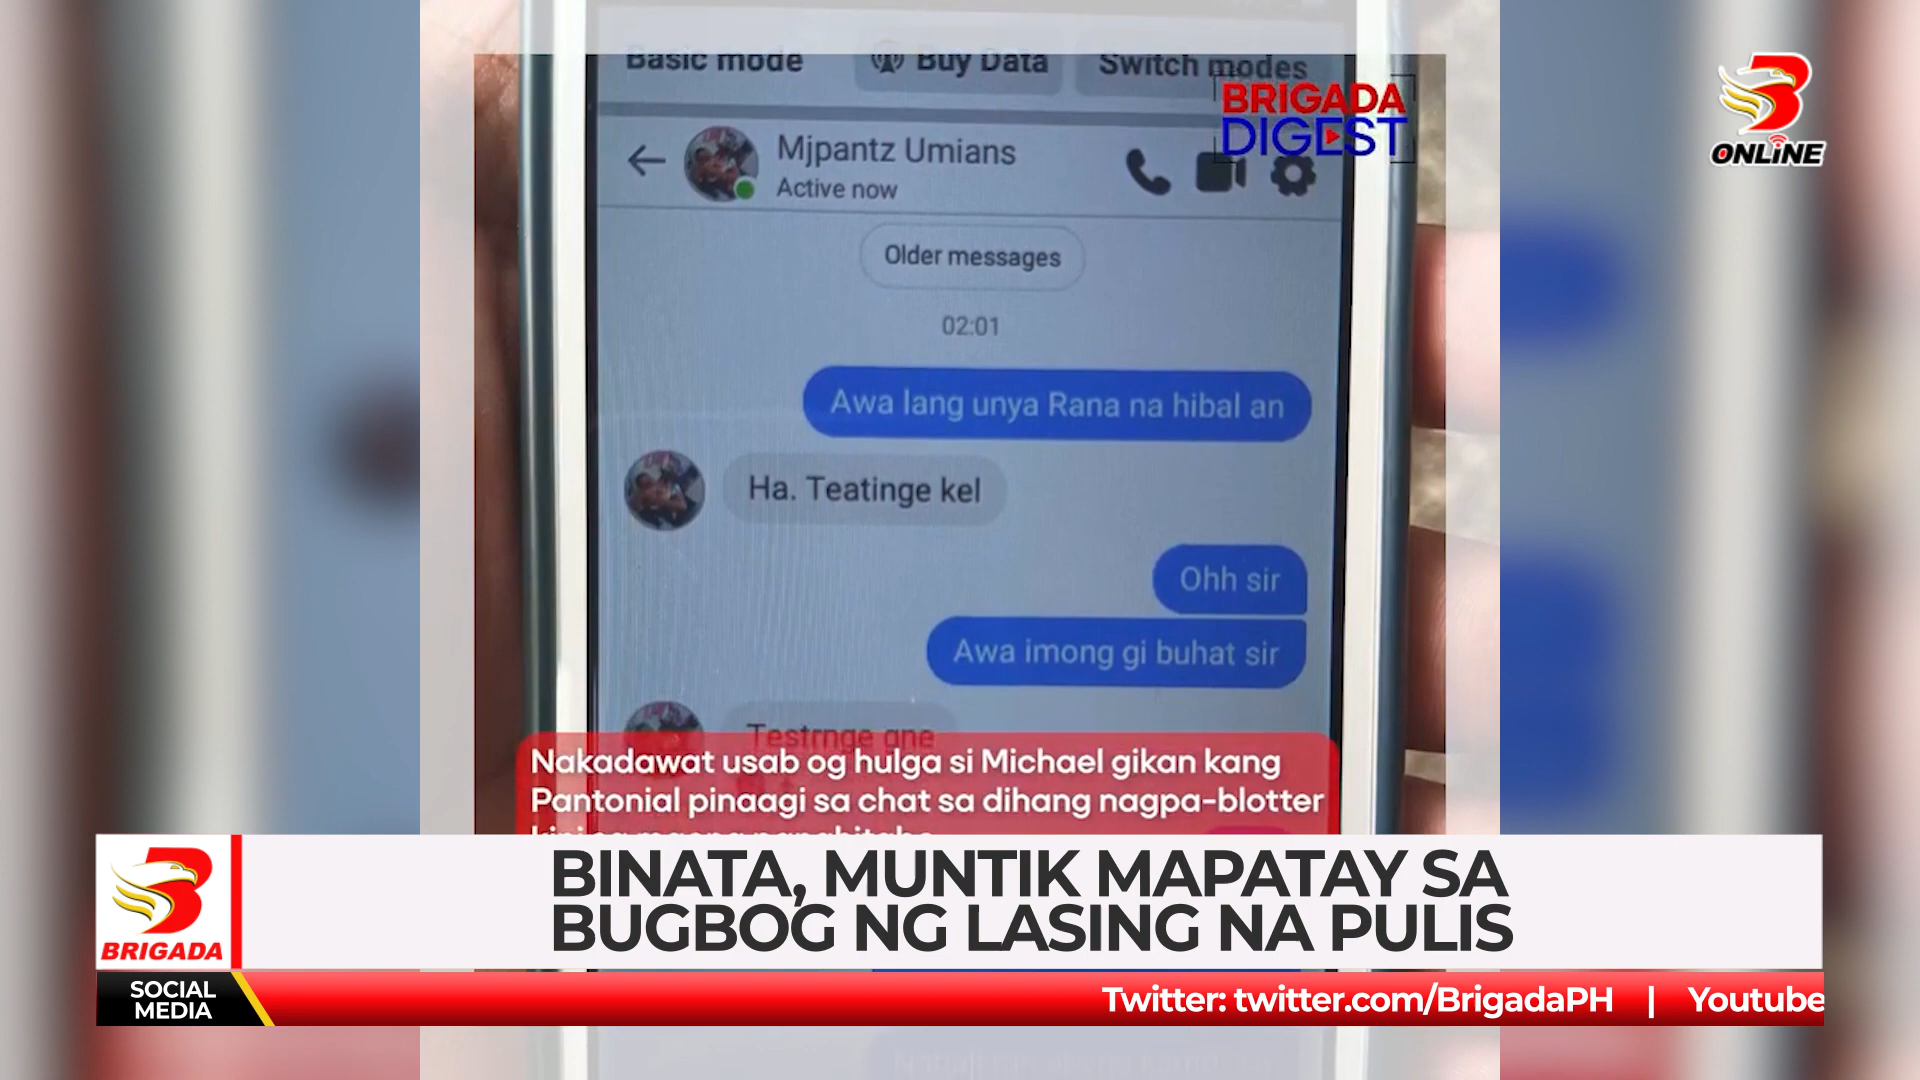 Basic mode
Buy Data
Switch modes
BRIGADA
DIGEST
ONLINE
Mjpantz Umians
Active now
Older messages
02:01
Awa lang unya Rana na hibal an
Ha. Teatinge kel
Ohh sir
Awa imong gi buhat sir
Testrnge gne
Nakadawat usab og hulga si Michael gikan kang
Pantonial pinaagi sa chat sa dihang nagpa-blotter
BINATA, MUNTIK MAPATAY SA
BUGBOG NG LASING NA PULIS
BRIGADA
SOCIAL
MEDIA
Twitter: twitter.com/BrigadaPH | Youtube